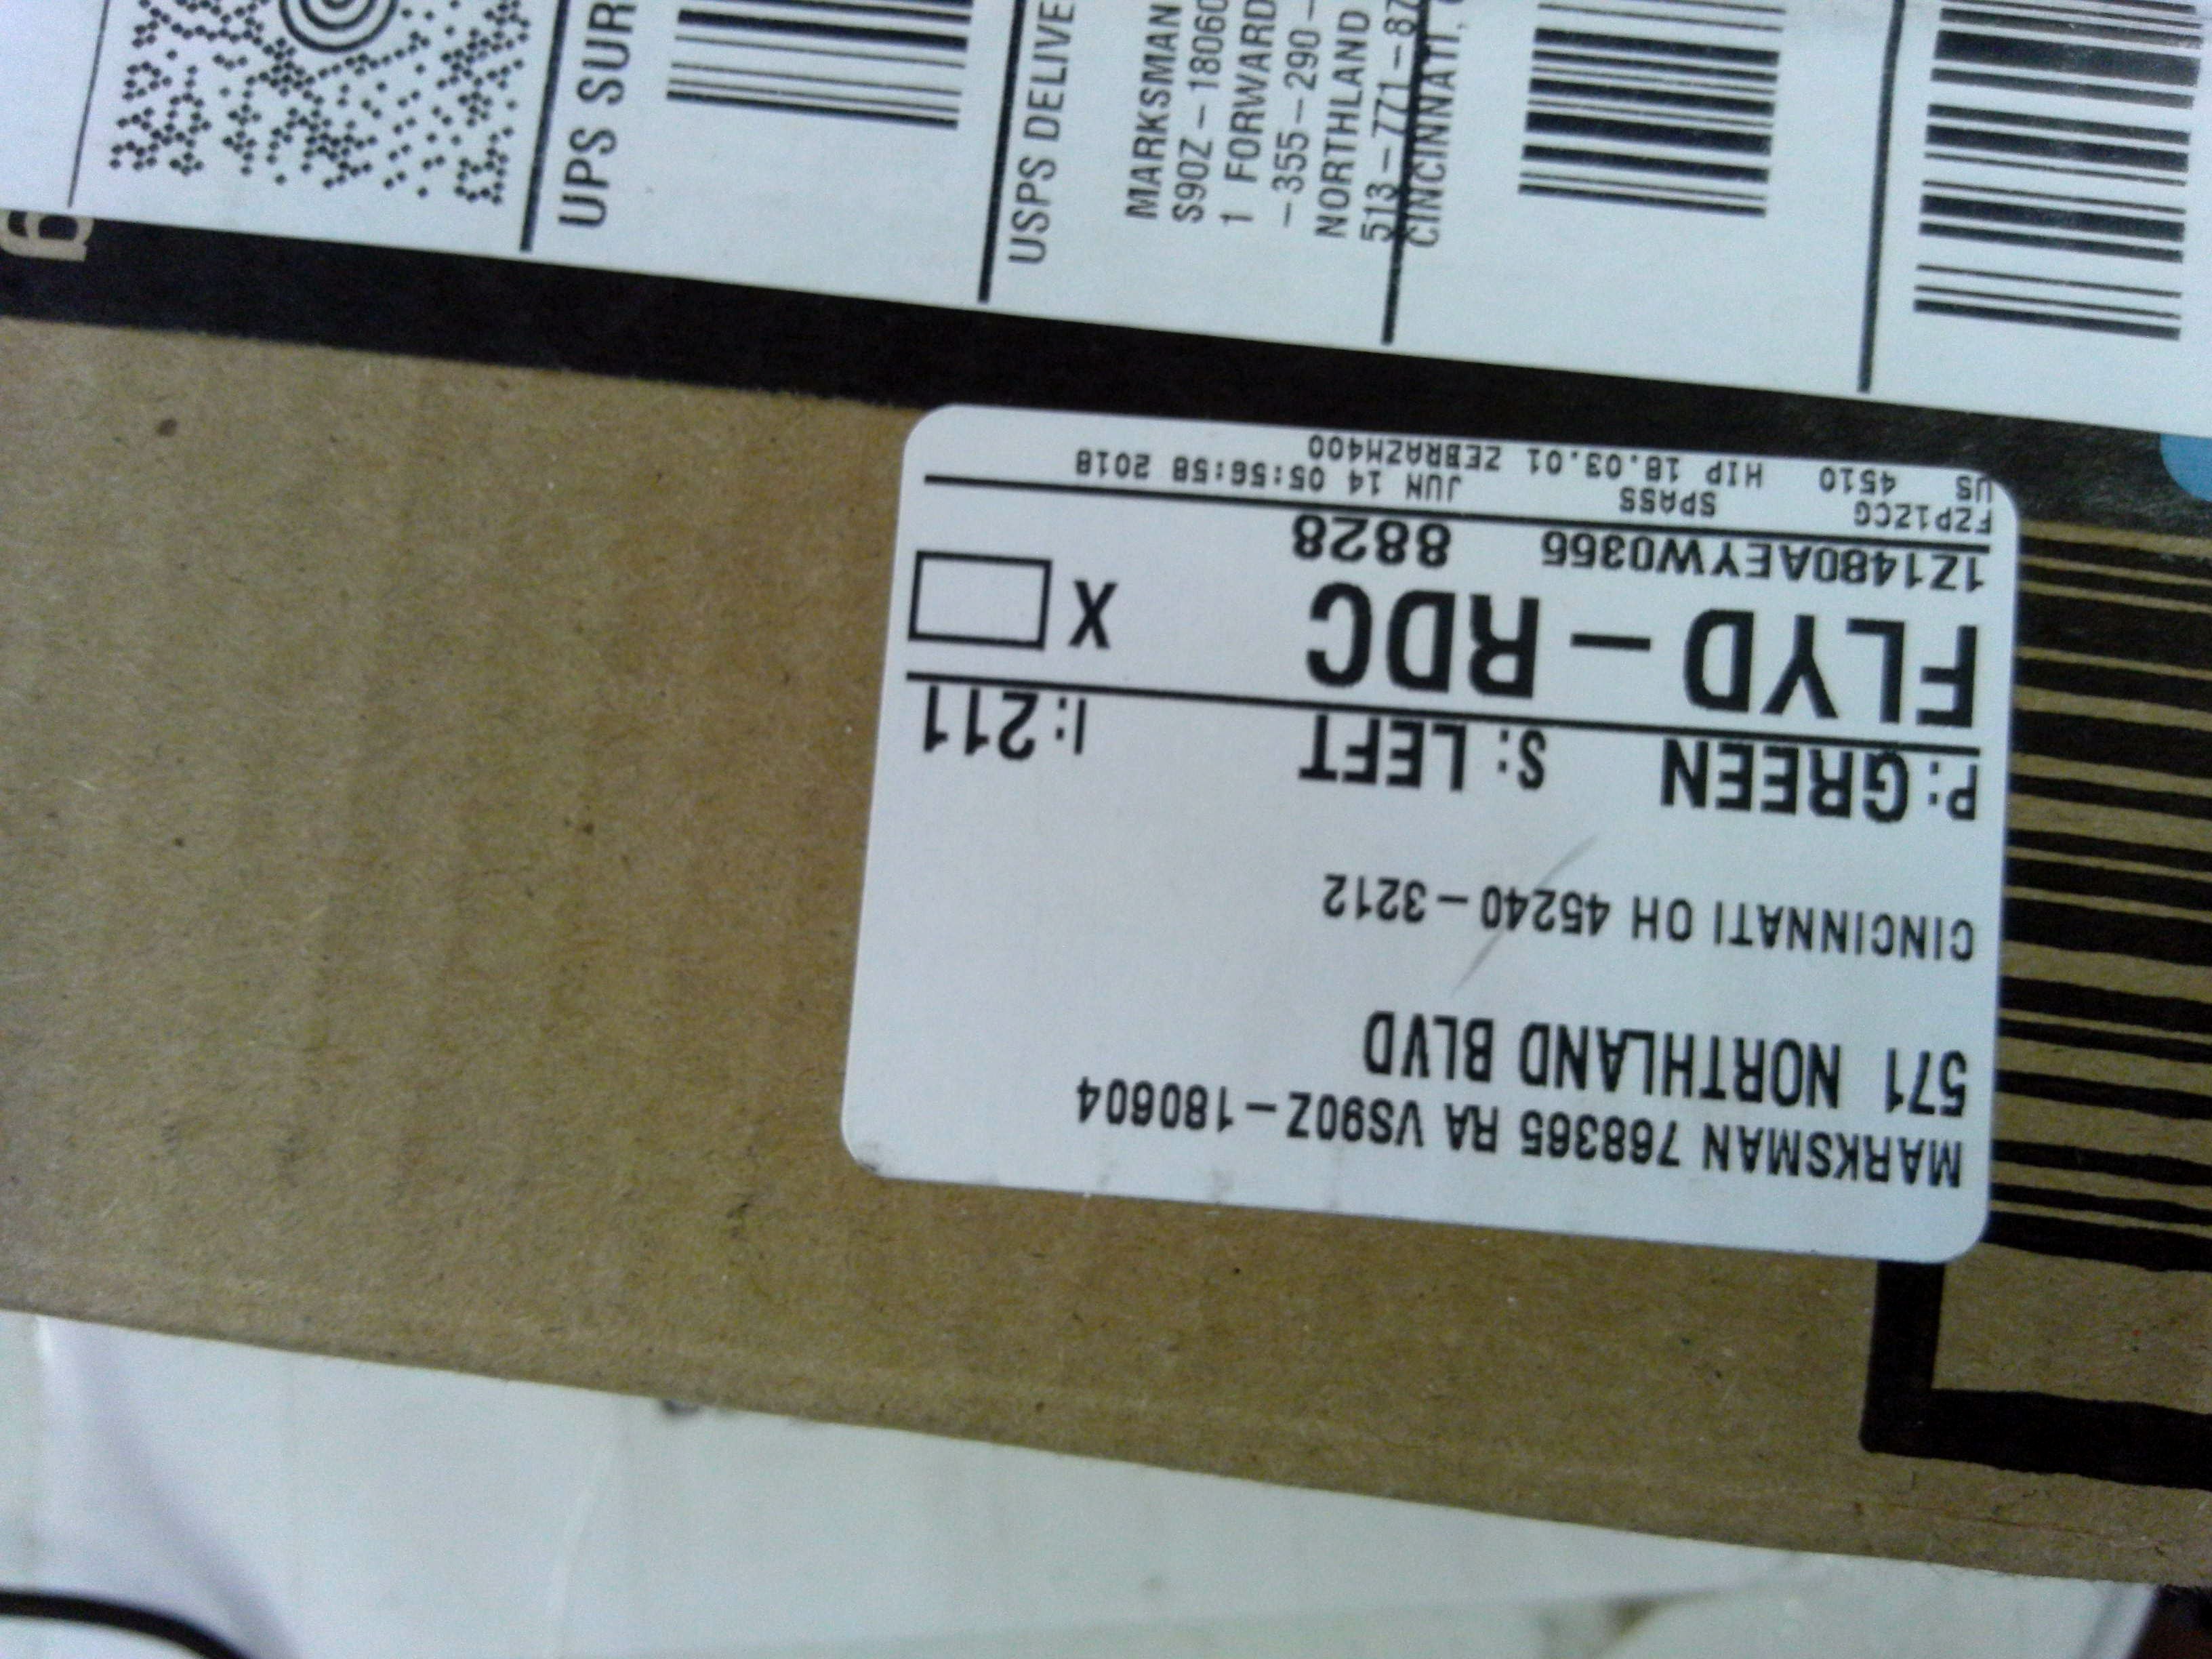 MARKSMAN 768365 RA VS90Z-180604
571 NORTHLAND BLVD
CINCINNATI OH 45240-3212
P: GREEN S: LEFT I: 211
FLYD-RDC X
1Z1480AEYW0366 8828
FZP1ZCG SPASS JUN 14 05:56:58 2018
US 4510 HIP 18.03.01 ZEBRAZM400
UPS SUR
USPS DELIVE
MARKSMAN
S90Z-18060
1 FORWARD
-355-290-
NORTHLAND
513-771-87
CINCINNATI,